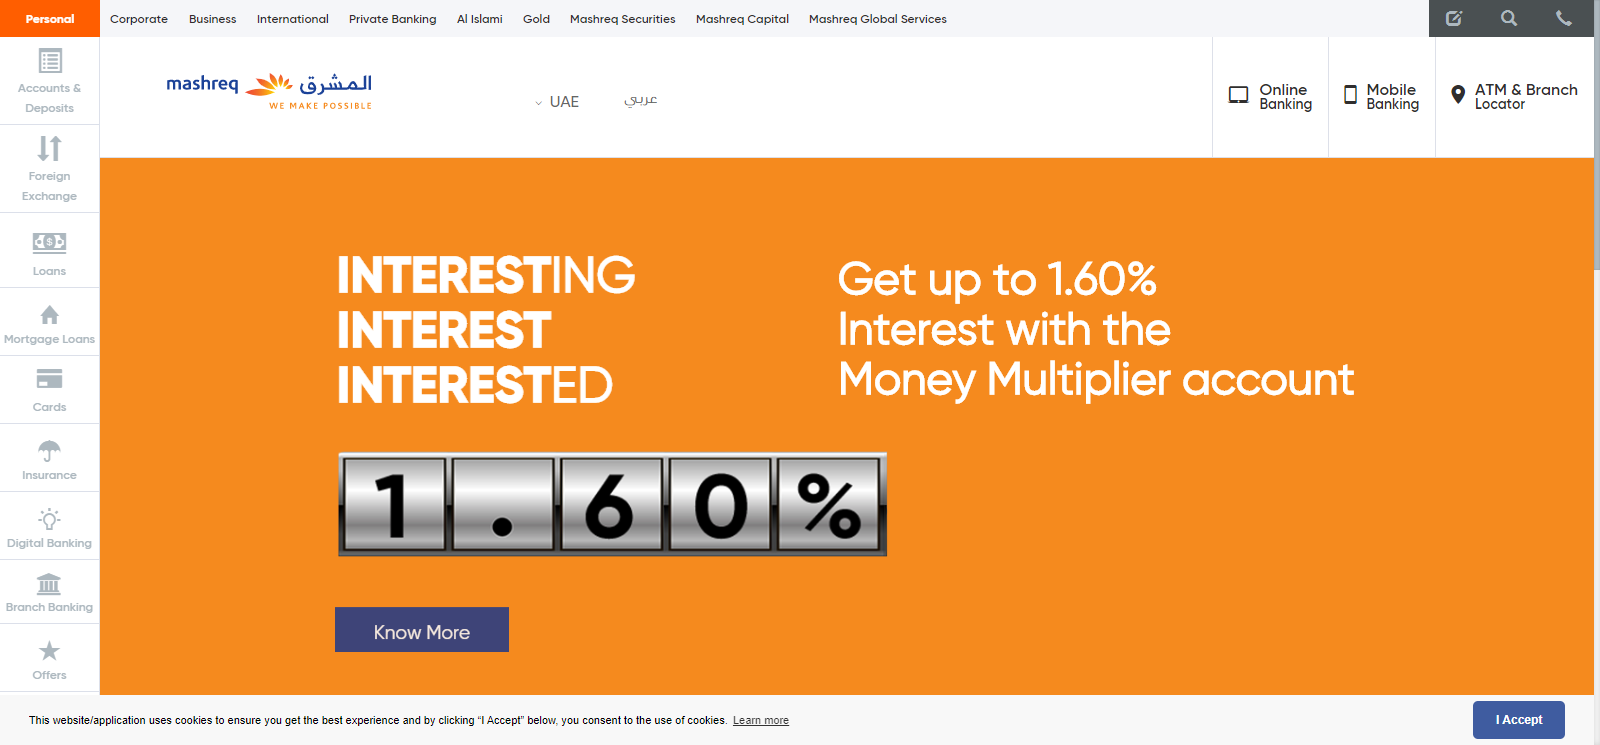 Personal
Corporate
Business
International
Private Banking
Al Islami
Gold
Mashreq Securities
Mashreq Capital
Mashreq Global Services
Accounts &
Deposits
Foreign
Exchange
Loans
Mortgage Loans
Cards
Insurance
Digital Banking
Branch Banking
Offers
mashreq المشرق
WE MAKE POSSIBLE
UAE
عربي
Online
Banking
Mobile
Banking
ATM & Branch
Locator
INTERESTING
INTEREST
INTERESTED
Get up to 1.60%
Interest with the
Money Multiplier account
1.60%
Know More
This website/application uses cookies to ensure you get the best experience and by clicking “I Accept” below, you consent to the use of cookies. Learn more
I Accept